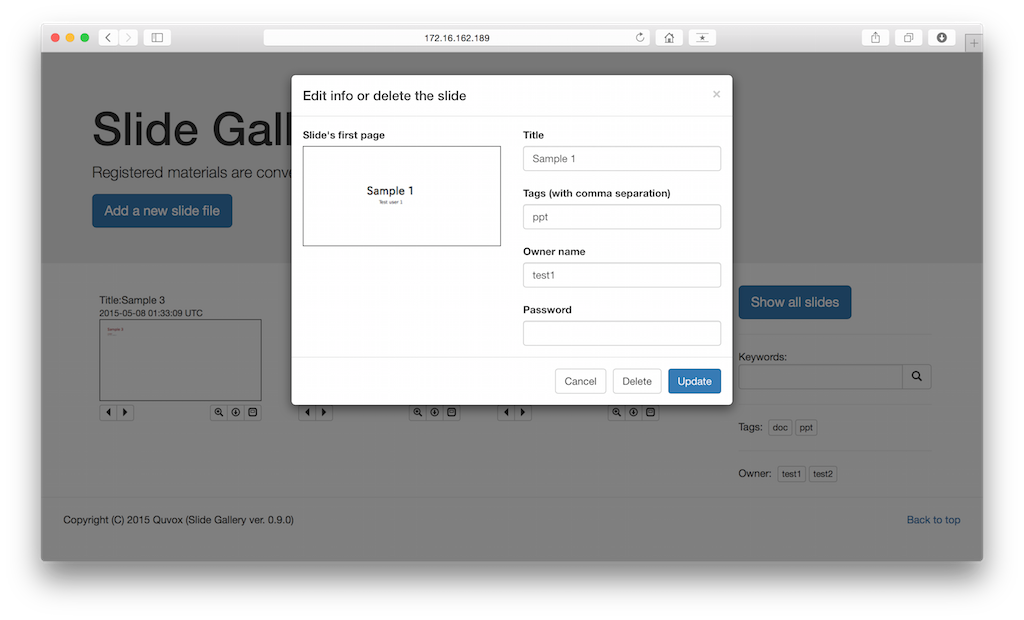 172.16.162.189
Edit info or delete the slide
×
Slide Gall
Registered materials are conve
Add a new slide file
Slide's first page
Sample 1
Test user 1
Title
Sample 1
Tags (with comma separation)
ppt
Owner name
test1
Password
Cancel
Delete
Update
Title:Sample 3
2015-05-08 01:33:09 UTC
Sample 3
Show all slides
Keywords:
Tags: doc ppt
Owner: test1 test2
Copyright (C) 2015 Quvox (Slide Gallery ver. 0.9.0)
Back to top